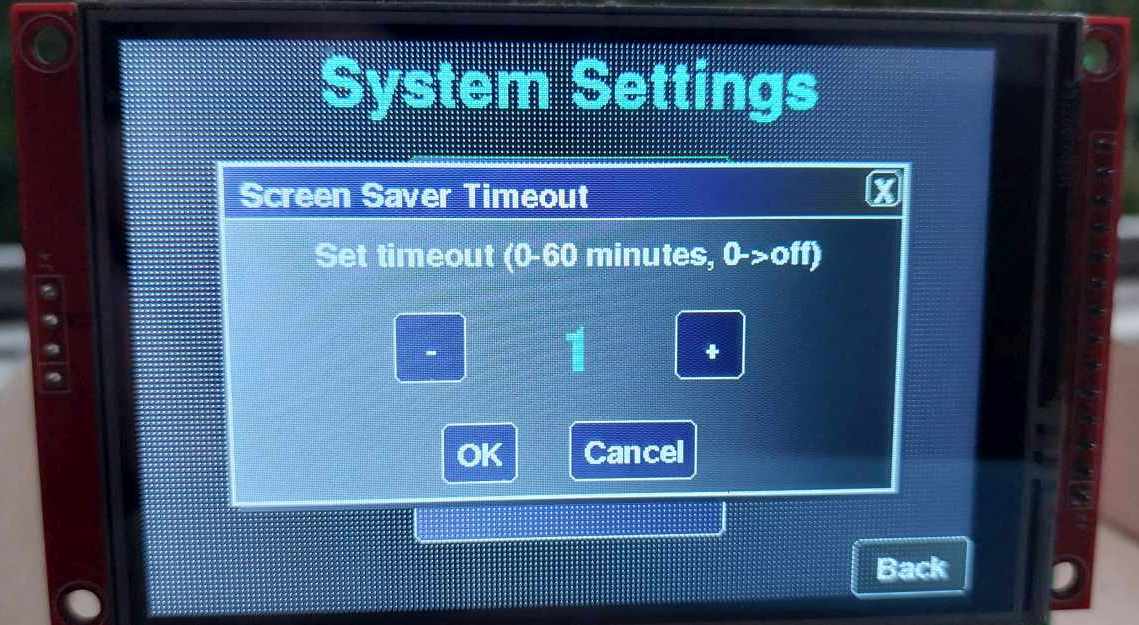 System Settings
Screen Saver Timeout X
Set timeout (0-60 minutes, 0->off)
- 1 +
OK Cancel
Back